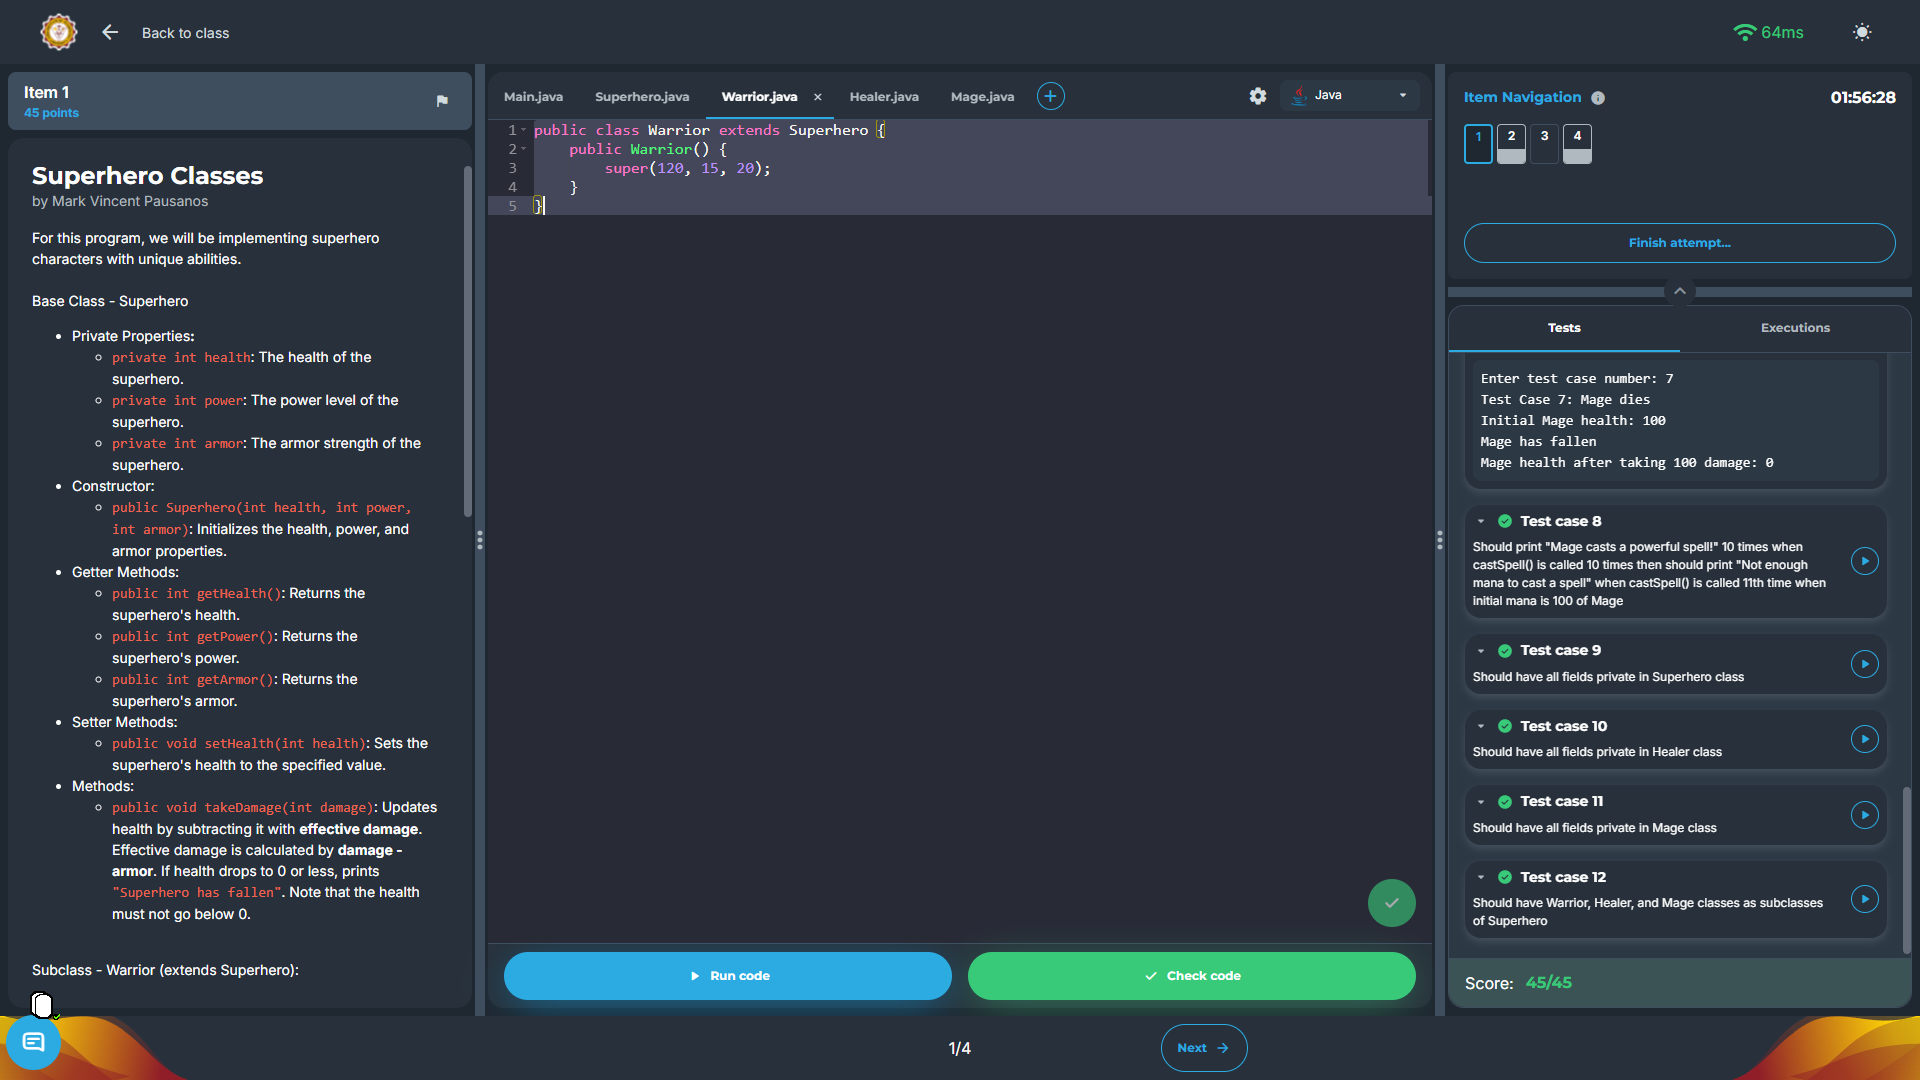 Back to class
64ms
Item 1
45 points
Superhero Classes
by Mark Vincent Pausanos
For this program, we will be implementing superhero
characters with unique abilities.
Base Class - Superhero
Private Properties:
private int health: The health of the
superhero.
private int power: The power level of the
superhero.
private int armor: The armor strength of the
superhero.
Constructor:
public Superhero(int health, int power,
int armor): Initializes the health, power, and
armor properties.
Getter Methods:
public int getHealth(): Returns the
superhero's health.
public int getPower(): Returns the
superhero's power.
public int getArmor(): Returns the
superhero's armor.
Setter Methods:
public void setHealth(int health): Sets the
superhero's health to the specified value.
Methods:
public void takeDamage(int damage): Updates
health by subtracting it with effective damage.
Effective damage is calculated by damage -
armor. If health drops to 0 or less, prints
"Superhero has fallen". Note that the health
must not go below 0.
Subclass - Warrior (extends Superhero):
Main.java Superhero.java Warrior.java × Healer.java Mage.java + Java
1 public class Warrior extends Superhero {
2 public Warrior() {
3 super(120, 15, 20);
4 }
5 }
Run code
Check code
Item Navigation
01:56:28
1 2 3 4
Finish attempt...
Tests Executions
Enter test case number: 7
Test Case 7: Mage dies
Initial Mage health: 100
Mage has fallen
Mage health after taking 100 damage: 0
Test case 8
Should print "Mage casts a powerful spell!" 10 times when
castSpell() is called 10 times then should print "Not enough
mana to cast a spell" when castSpell() is called 11th time when
initial mana is 100 of Mage
Test case 9
Should have all fields private in Superhero class
Test case 10
Should have all fields private in Healer class
Test case 11
Should have all fields private in Mage class
Test case 12
Should have Warrior, Healer, and Mage classes as subclasses
of Superhero
Score: 45/45
1/4
Next